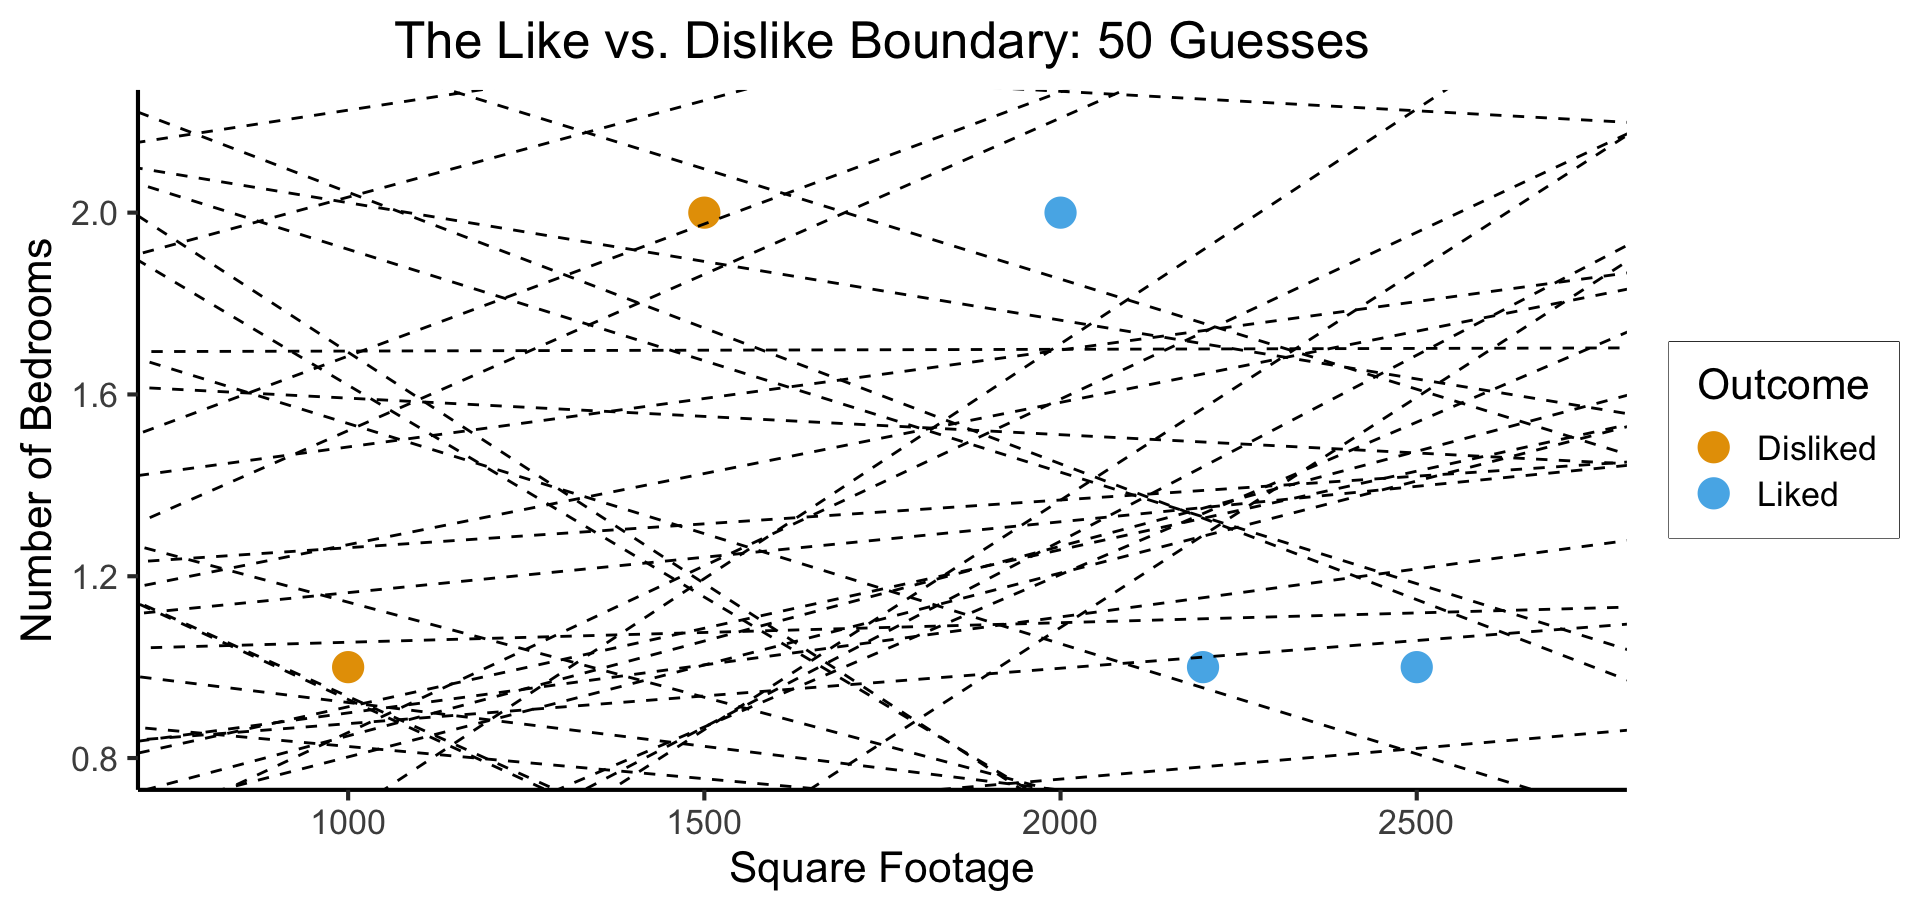 The Like vs. Dislike Boundary: 50 Guesses
Number of Bedrooms
2.0
1.6
1.2
0.8
1000 1500 2000 2500
Square Footage
Outcome
Disliked
Liked